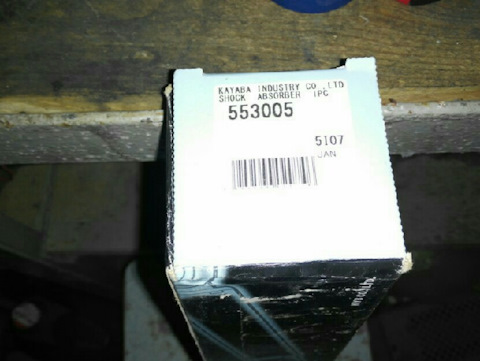 KAYABA INDUSTRY CO .,LTD
SHOCK ABSORBER 1PC
553005
5107
JAN